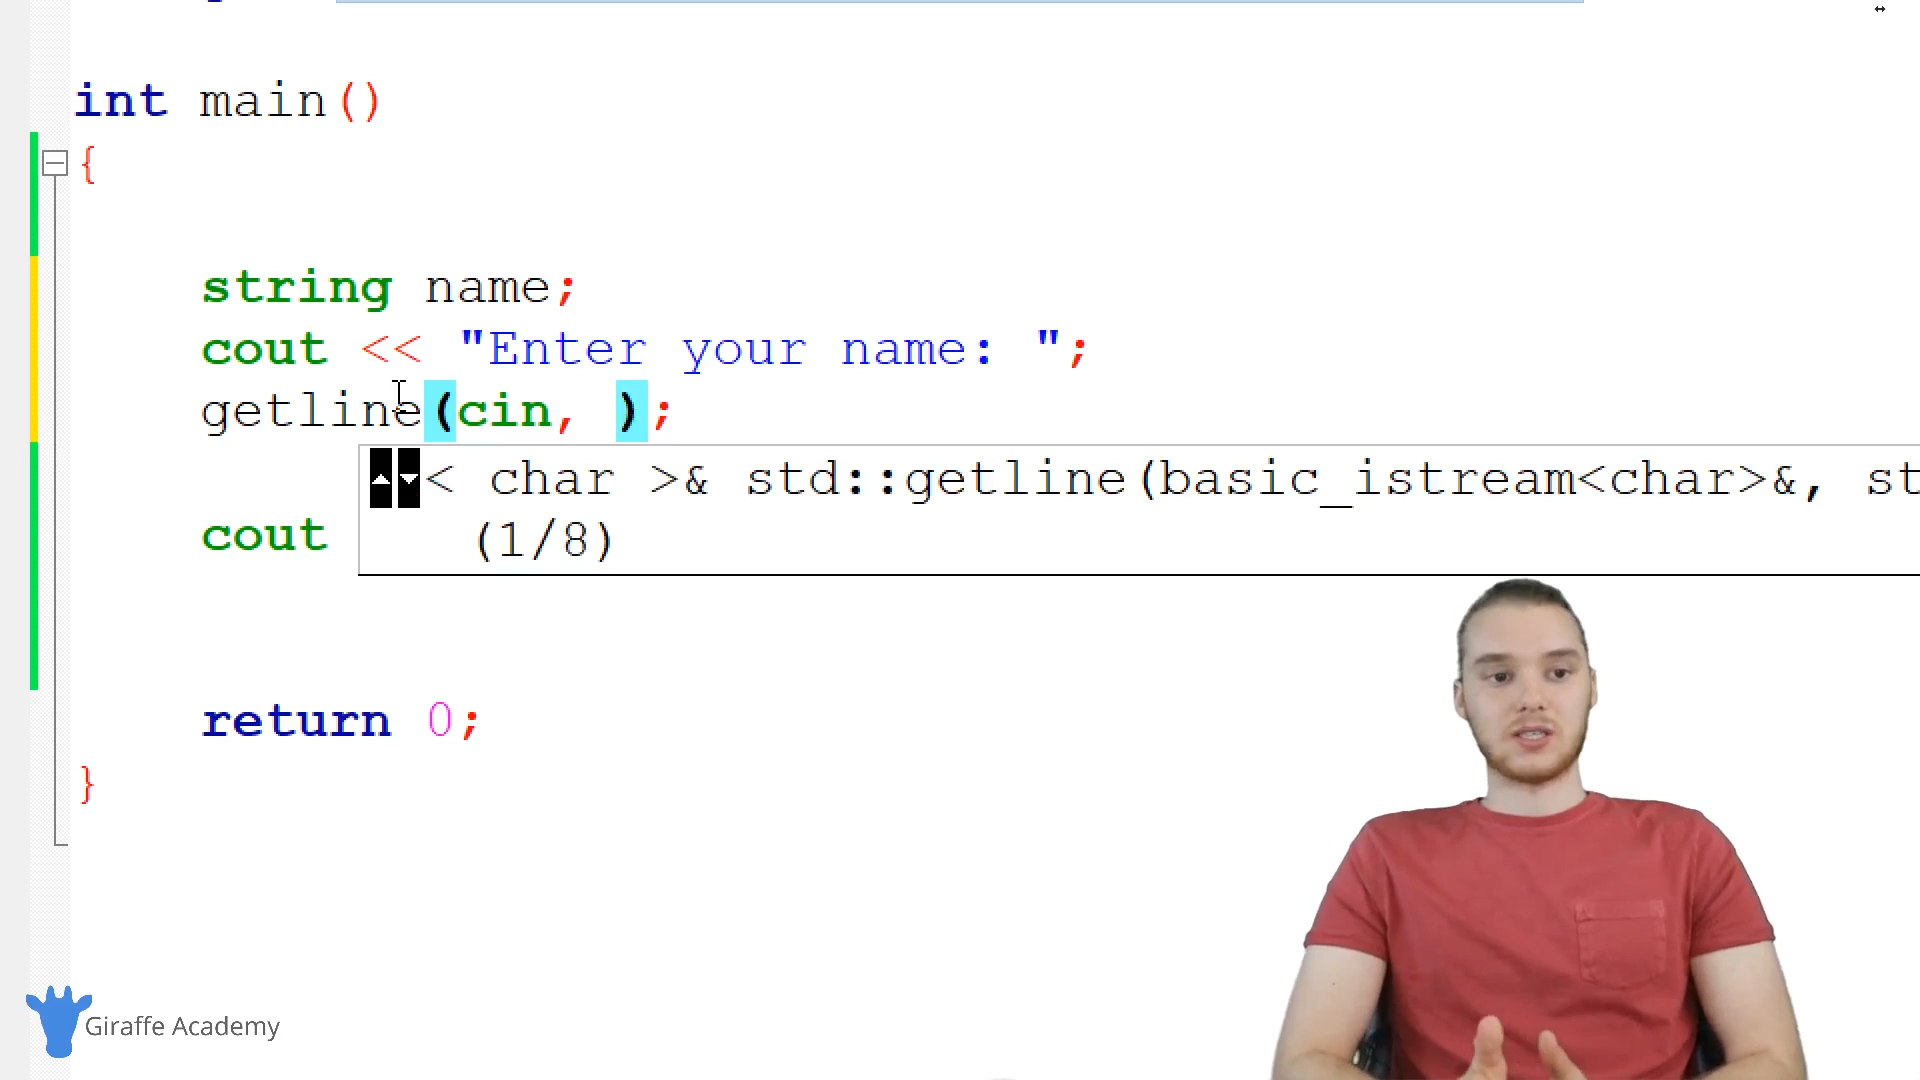 int main()
{
string name;
cout << "Enter your name: ";
getline(cin, );
< char >& std::getline(basic_istream<char>&, st
(1/8)
cout
return 0;
}
Giraffe Academy